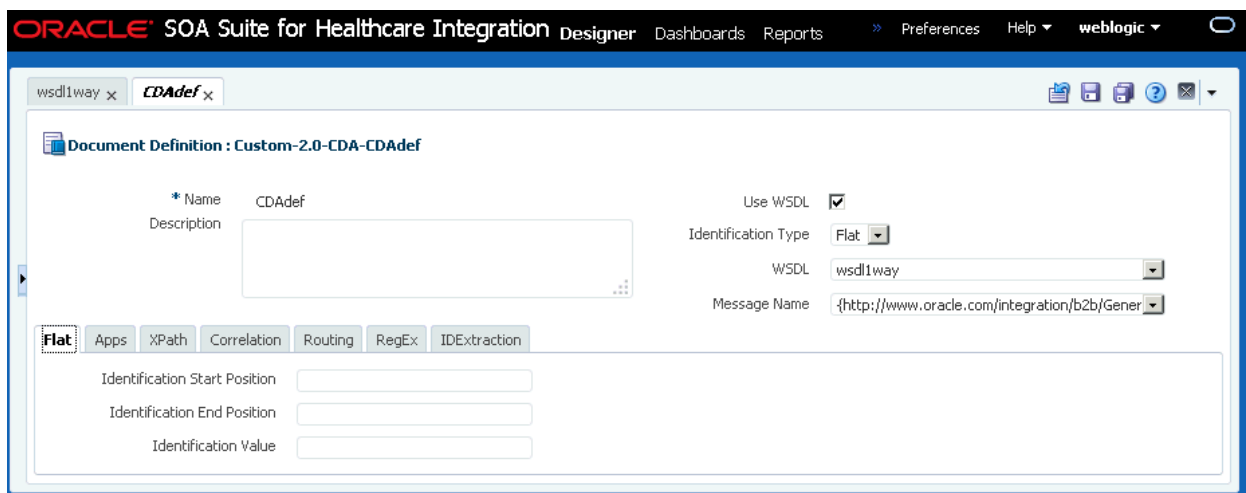 ORACLE SOA Suite for Healthcare Integration Designer Dashboards Reports » Preferences Help weblogic
wsdl1way x CDAdef x
Document Definition : Custom-2.0-CDA-CDAdef
* Name CDAdef Use WSDL
Description Identification Type Flat
WSDL wsdl1way
Message Name {http://www.oracle.com/integration/b2b/Gener
Flat Apps XPath Correlation Routing RegEx IDExtraction
Identification Start Position
Identification End Position
Identification Value